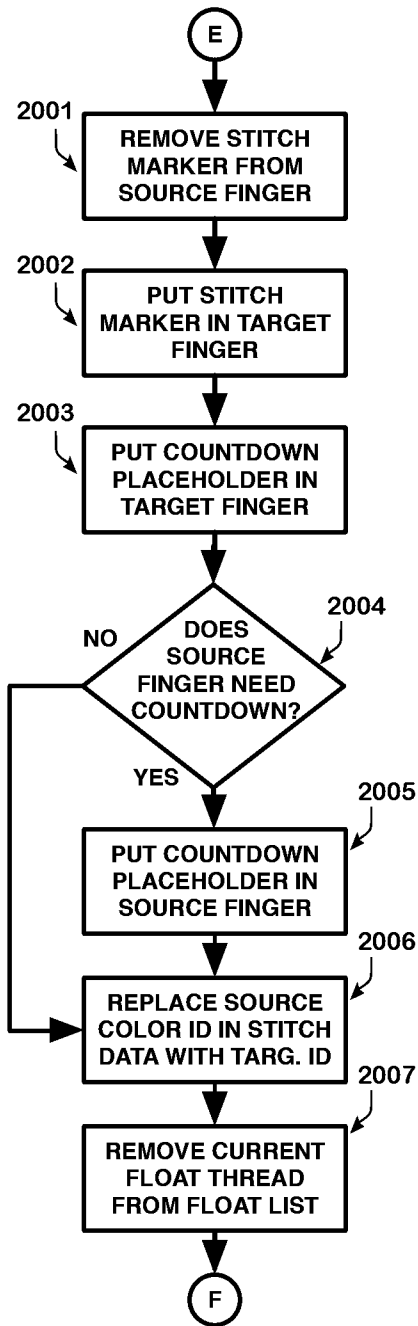 E
2001
REMOVE STITCH
MARKER FROM
SOURCE FINGER
2002
PUT STITCH
MARKER IN TARGET
FINGER
2003
PUT COUNTDOWN
PLACEHOLDER IN
TARGET FINGER
2004
NO
DOES
SOURCE
FINGER NEED
COUNTDOWN?
YES
2005
PUT COUNTDOWN
PLACEHOLDER IN
SOURCE FINGER
2006
REPLACE SOURCE
COLOR ID IN STITCH
DATA WITH TARG. ID
2007
REMOVE CURRENT
FLOAT THREAD
FROM FLOAT LIST
F